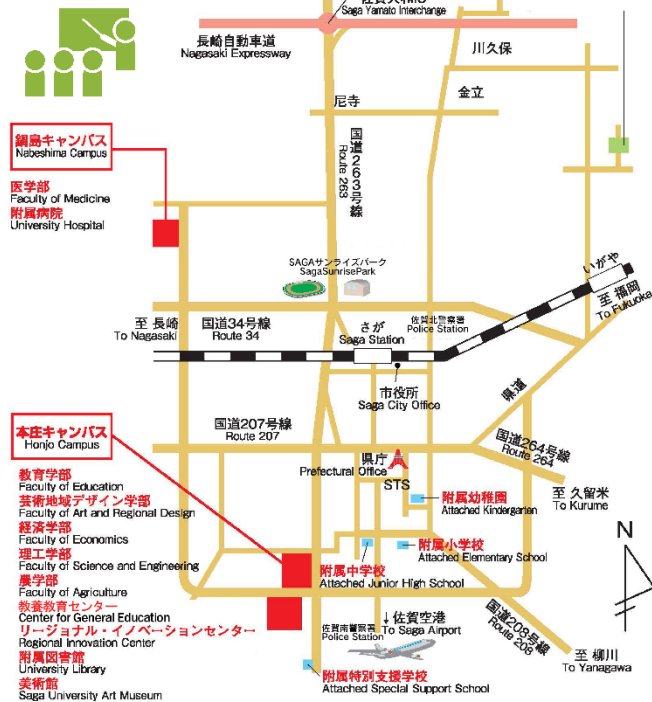 Saga Yamato Interchange
長崎自動車道
Nagasaki Expressway
川久保
金立
尼寺
国道263号線
Route 263
鍋島キャンパス
Nabeshima Campus
医学部
Faculty of Medicine
附属病院
University Hospital
SAGAサンライズパーク
SagaSunrisePark
いがや
至 福岡
To Fukuoka
至 長崎
To Nagasaki
国道34号線
Route 34
さが
Saga Station
佐賀北警察署
Police Station
市役所
Saga City Office
県道
国道207号線
Route 207
本庄キャンパス
Honjo Campus
県庁
Prefectural Office
STS
国道264号線
Route 264
至 久留米
To Kurume
教育学部
Faculty of Education
芸術地域デザイン学部
Faculty of Art and Regional Design
経済学部
Faculty of Economics
理工学部
Faculty of Science and Engineering
農学部
Faculty of Agriculture
教養教育センター
Center for General Education
リージョナル・イノベーションセンター
Regional Innovation Center
附属図書館
University Library
美術館
Saga University Art Museum
附属幼稚園
Attached Kindergarten
附属小学校
Attached Elementary School
附属中学校
Attached Junior High School
N
佐賀南警察署
Police Station
↓佐賀空港
To Saga Airport
国道208号線
Route 208
至 柳川
To Yanagawa
附属特別支援学校
Attached Special Support School